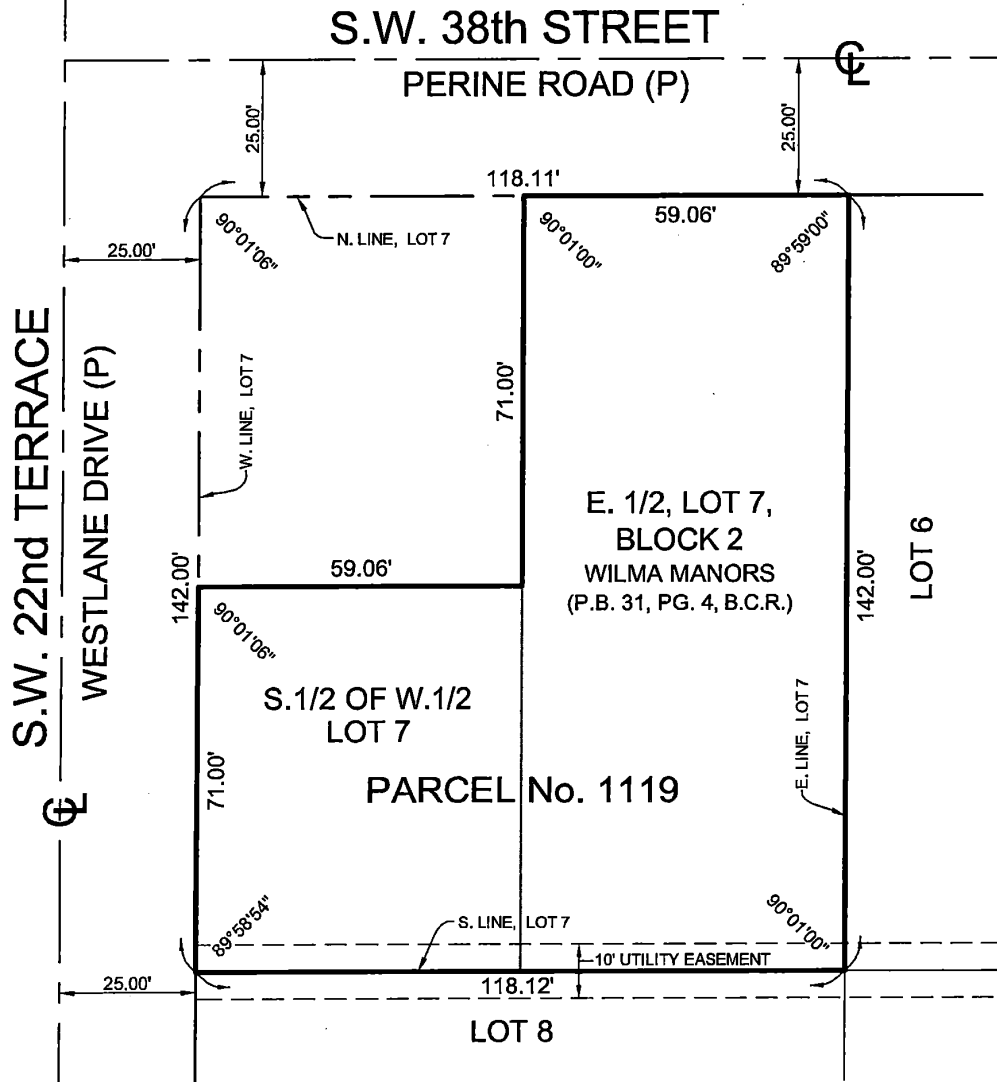 S.W. 38th STREET
PERINE ROAD (P)
℄
25.00'
25.00'
118.11'
59.06'
90°01'06"
N. LINE, LOT 7
90°01'00"
89°59'00"
25.00'
S.W. 22nd TERRACE
WESTLANE DRIVE (P)
W. LINE, LOT 7
71.00'
E. 1/2, LOT 7,
BLOCK 2
WILMA MANORS
(P.B. 31, PG. 4, B.C.R.)
LOT 6
142.00'
142.00'
59.06'
90°01'06"
S.1/2 OF W.1/2
LOT 7
71.00'
E. LINE, LOT 7
PARCEL No. 1119
℄
89°58'54"
90°01'00"
S. LINE, LOT 7
10' UTILITY EASEMENT
25.00'
118.12'
LOT 8